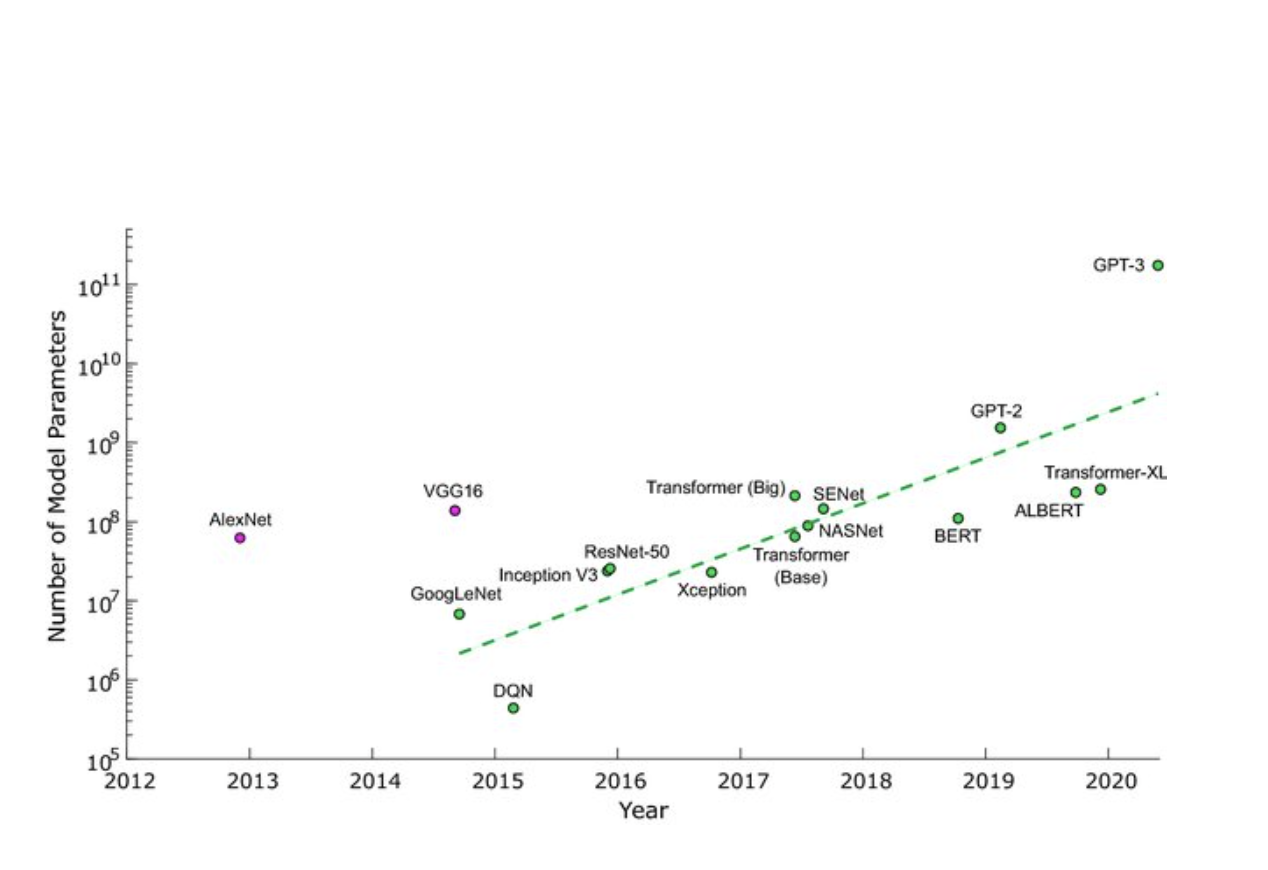 GPT-3
10^11
10^10
GPT-2
10^9
Transformer-XL
Transformer (Big)
SENet
VGG16
ALBERT
10^8
AlexNet
NASNet
BERT
ResNet-50
Transformer
(Base)
Inception V3
Xception
GoogLeNet
10^7
DQN
10^6
10^5
Number of Model Parameters
2012 2013 2014 2015 2016 2017 2018 2019 2020
Year